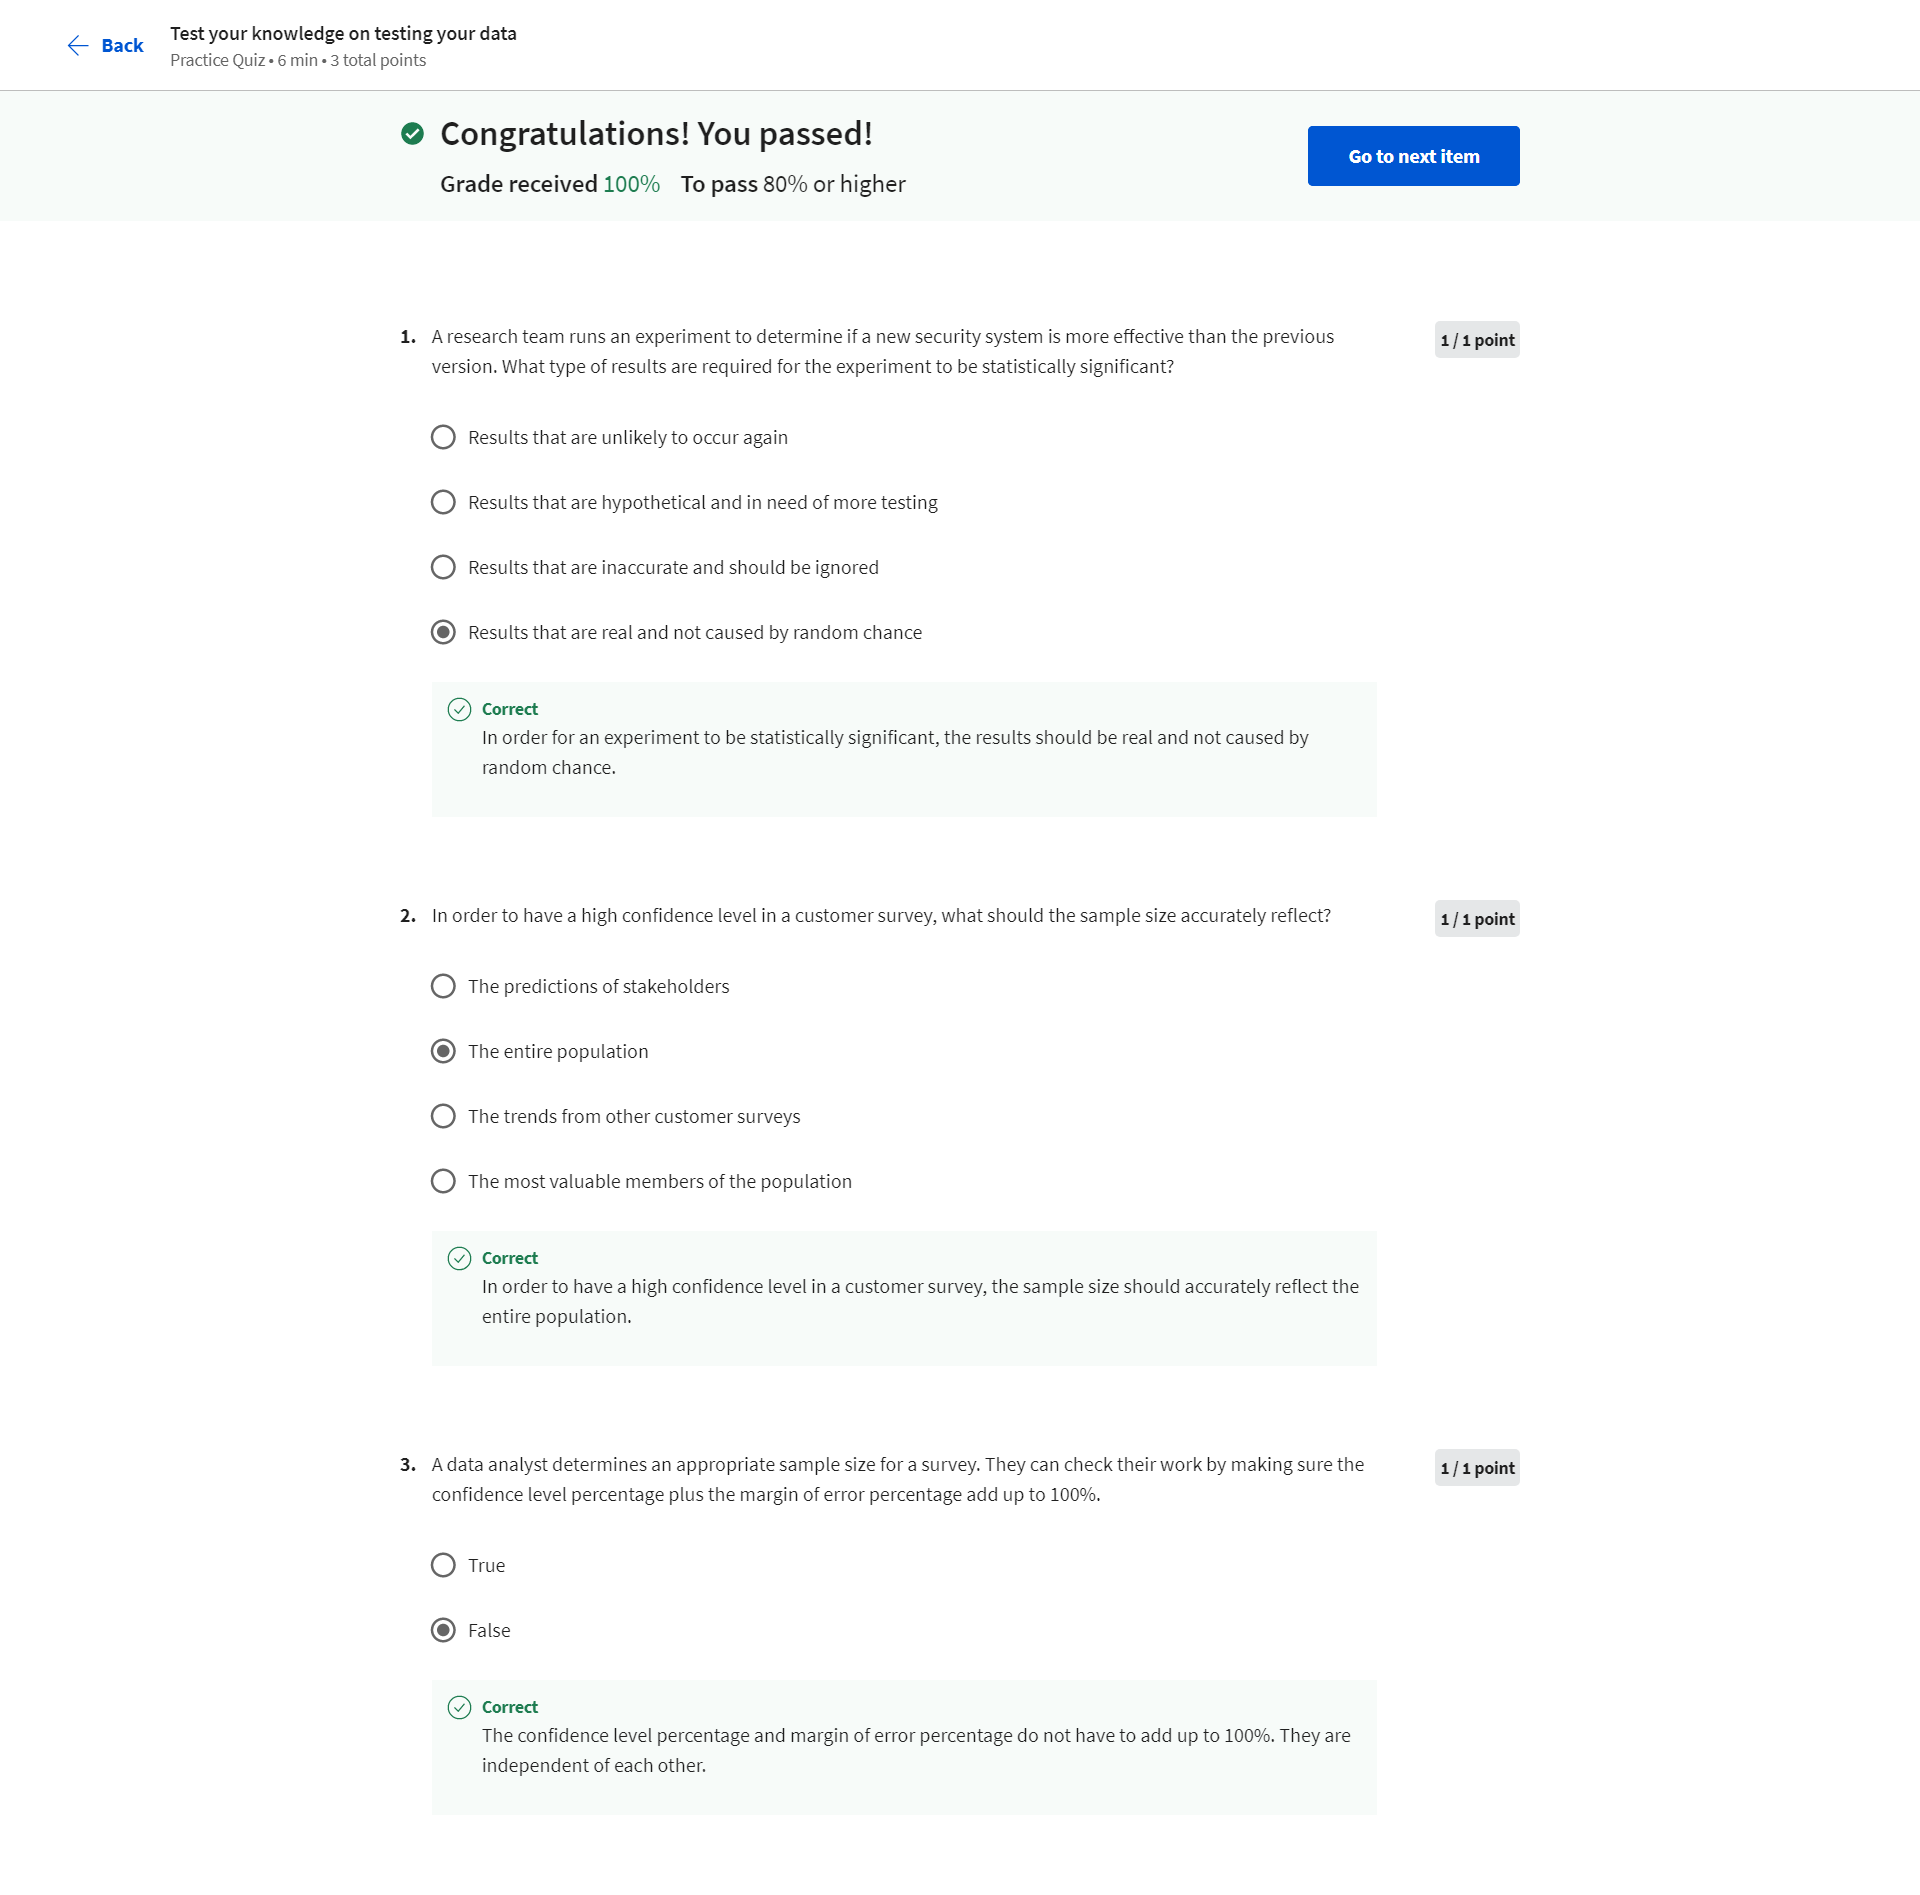 Back
Test your knowledge on testing your data
Practice Quiz • 6 min • 3 total points
Congratulations! You passed!
Grade received 100% To pass 80% or higher
Go to next item
1. A research team runs an experiment to determine if a new security system is more effective than the previous
version. What type of results are required for the experiment to be statistically significant?
1 / 1 point
Results that are unlikely to occur again
Results that are hypothetical and in need of more testing
Results that are inaccurate and should be ignored
Results that are real and not caused by random chance
Correct
In order for an experiment to be statistically significant, the results should be real and not caused by
random chance.
2. In order to have a high confidence level in a customer survey, what should the sample size accurately reflect?
1 / 1 point
The predictions of stakeholders
The entire population
The trends from other customer surveys
The most valuable members of the population
Correct
In order to have a high confidence level in a customer survey, the sample size should accurately reflect the
entire population.
3. A data analyst determines an appropriate sample size for a survey. They can check their work by making sure the
confidence level percentage plus the margin of error percentage add up to 100%.
1 / 1 point
True
False
Correct
The confidence level percentage and margin of error percentage do not have to add up to 100%. They are
independent of each other.